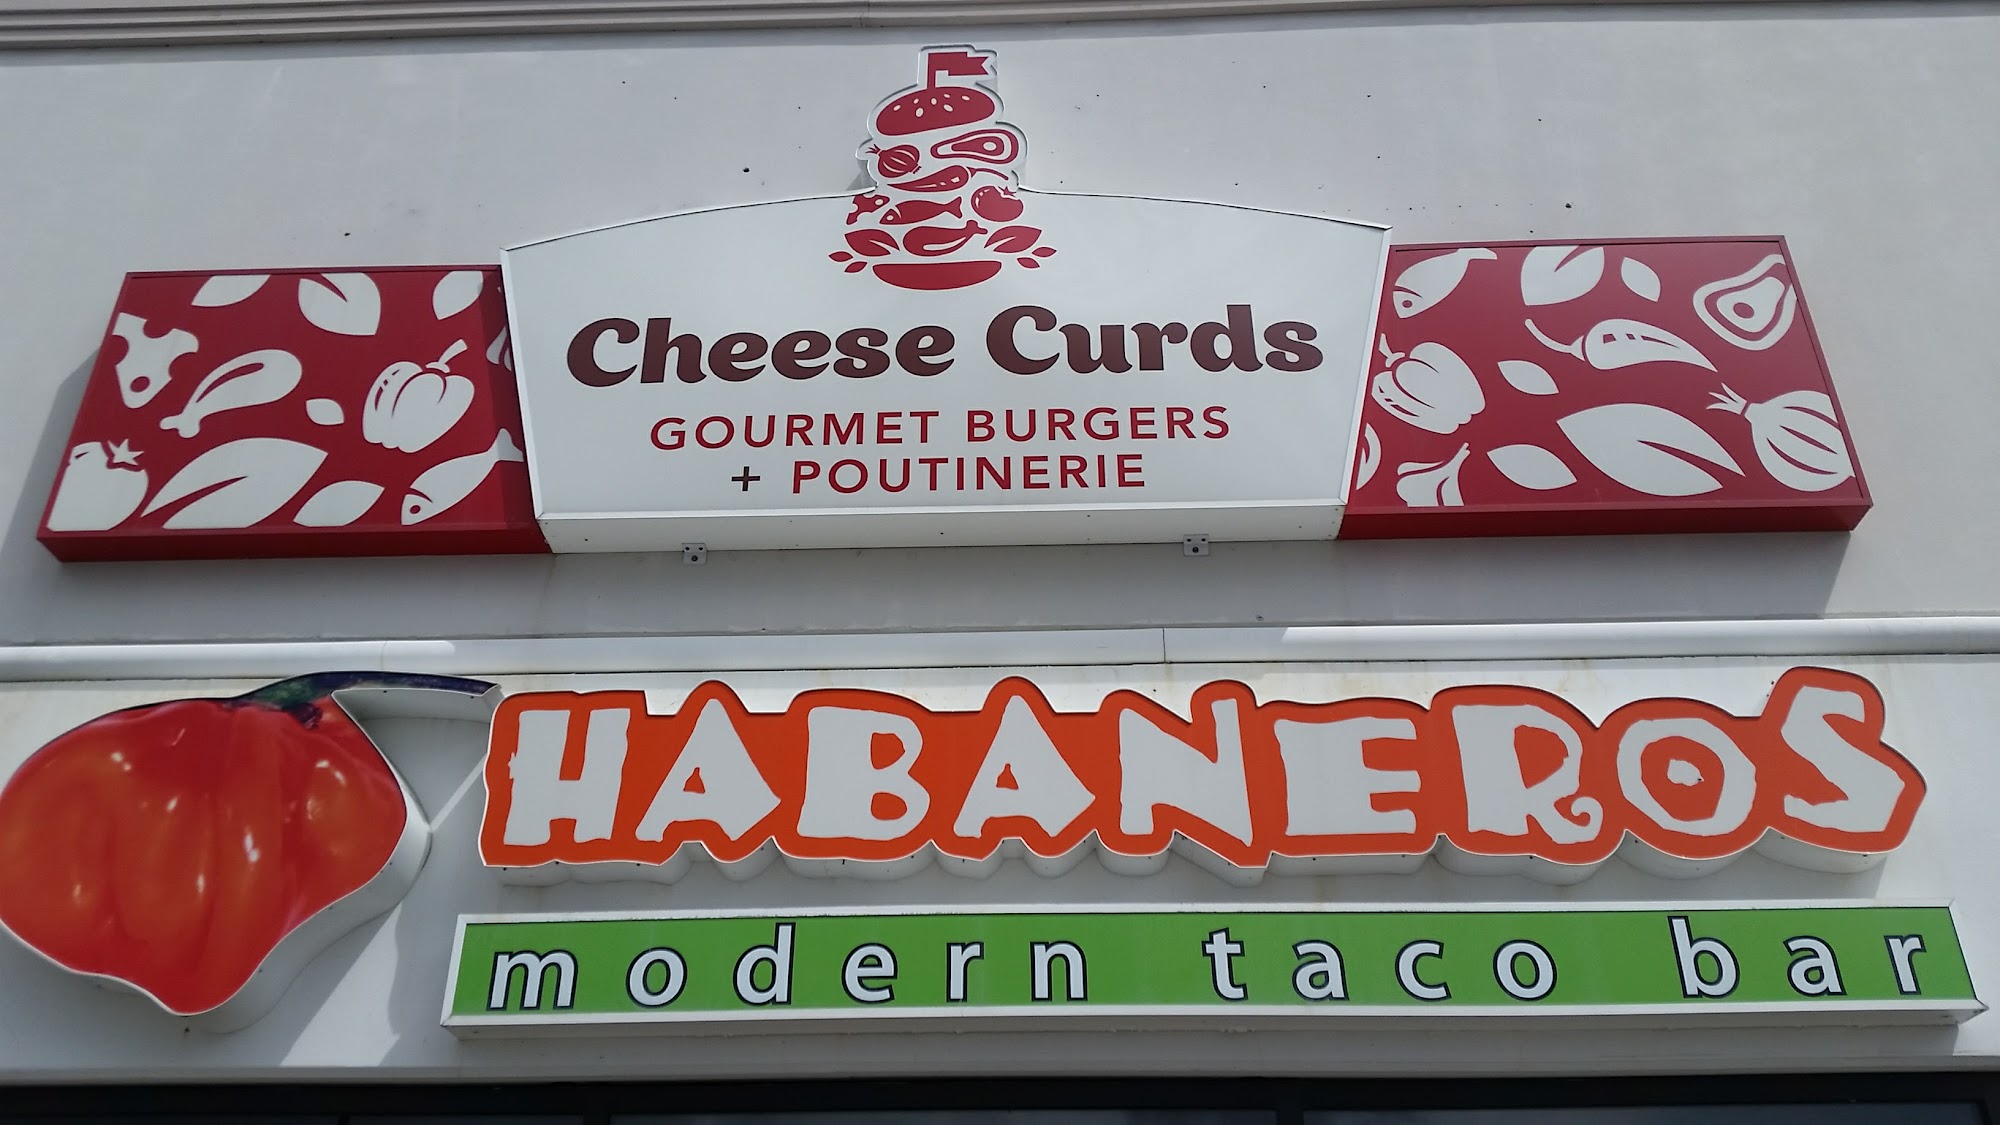 Cheese Curds
GOURMET BURGERS
+ POUTINERIE
HABANEROS
modern taco bar